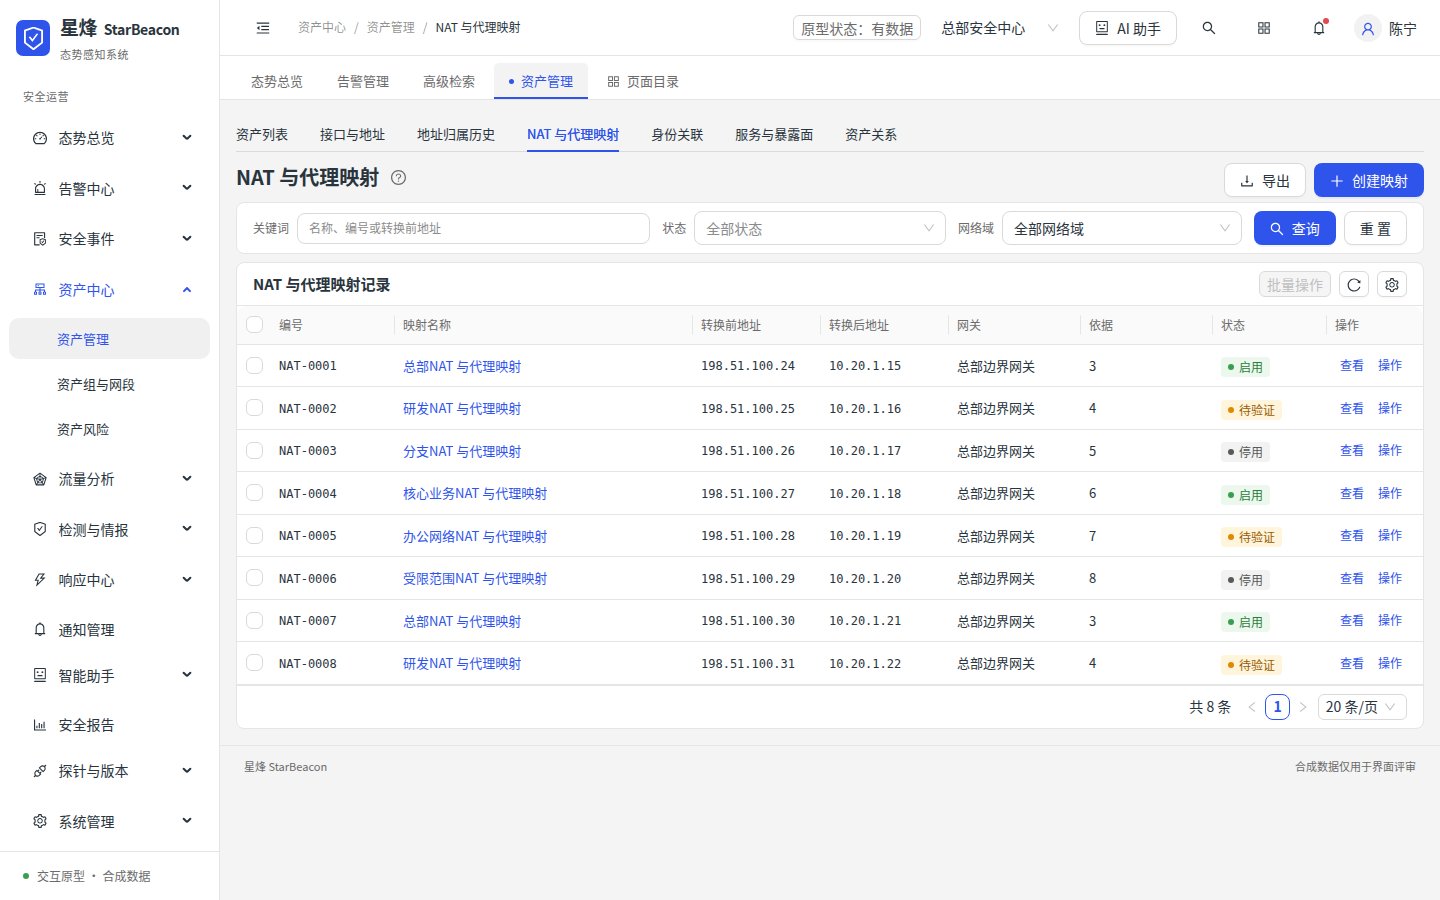 星烽 StarBeacon
态势感知系统
安全运营
态势总览
告警中心
安全事件
资产中心
资产管理
资产组与网段
资产风险
流量分析
检测与情报
响应中心
通知管理
智能助手
安全报告
探针与版本
系统管理
交互原型 · 合成数据
资产中心 / 资产管理 / NAT 与代理映射
原型状态：有数据
总部安全中心
AI 助手
陈宁
态势总览 告警管理 高级检索 资产管理 页面目录
资产列表 接口与地址 地址归属历史 NAT 与代理映射 身份关联 服务与暴露面 资产关系
NAT 与代理映射
导出 创建映射
关键词 名称、编号或转换前地址 状态 全部状态 网络域 全部网络域 查询 重 置
NAT 与代理映射记录 批量操作
编号 映射名称 转换前地址 转换后地址 网关 依据 状态 操作
NAT-0001 总部NAT 与代理映射 198.51.100.24 10.20.1.15 总部边界网关 3 启用 查看 操作
NAT-0002 研发NAT 与代理映射 198.51.100.25 10.20.1.16 总部边界网关 4 待验证 查看 操作
NAT-0003 分支NAT 与代理映射 198.51.100.26 10.20.1.17 总部边界网关 5 停用 查看 操作
NAT-0004 核心业务NAT 与代理映射 198.51.100.27 10.20.1.18 总部边界网关 6 启用 查看 操作
NAT-0005 办公网络NAT 与代理映射 198.51.100.28 10.20.1.19 总部边界网关 7 待验证 查看 操作
NAT-0006 受限范围NAT 与代理映射 198.51.100.29 10.20.1.20 总部边界网关 8 停用 查看 操作
NAT-0007 总部NAT 与代理映射 198.51.100.30 10.20.1.21 总部边界网关 3 启用 查看 操作
NAT-0008 研发NAT 与代理映射 198.51.100.31 10.20.1.22 总部边界网关 4 待验证 查看 操作
共 8 条 1 20 条/页
星烽 StarBeacon
合成数据仅用于界面评审